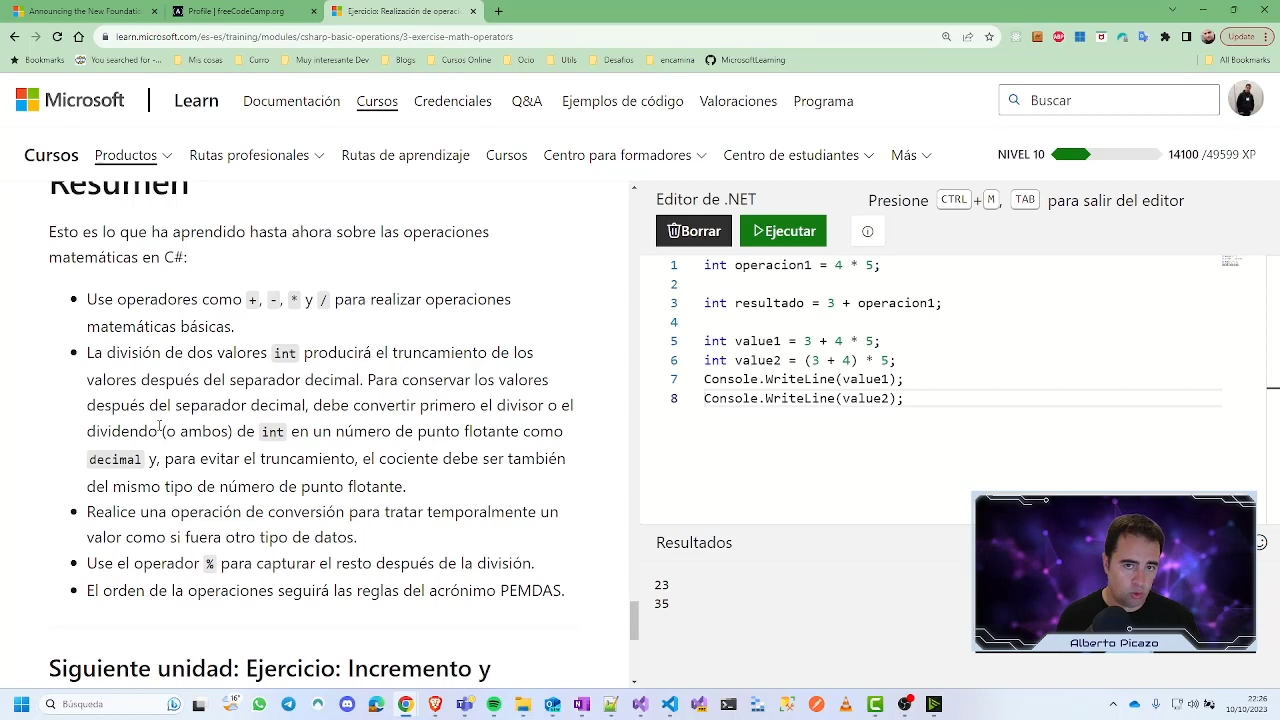 Announcing the New Foundatic
Profile | freeCodeCamp.org
Ejercicio: Realización de operaci
learn.microsoft.com/es-es/training/modules/csharp-basic-operations/3-exercise-math-operators
Update
Bookmarks
You searched for -...
Mis cosas
Curro
Muy interesante Dev
Blogs
Cursos Online
Ocio
Utils
Desafios
encamina
MicrosoftLearning
All Bookmarks
Microsoft
Learn
Documentación
Cursos
Credenciales
Q&A
Ejemplos de código
Valoraciones
Programa
Buscar
Cursos
Productos
Rutas profesionales
Rutas de aprendizaje
Cursos
Centro para formadores
Centro de estudiantes
Más
NIVEL 10
14100 /49599 XP
Resumen
Esto es lo que ha aprendido hasta ahora sobre las operaciones
matemáticas en C#:
Use operadores como +, -, * y / para realizar operaciones
matemáticas básicas.
La división de dos valores int producirá el truncamiento de los
valores después del separador decimal. Para conservar los valores
después del separador decimal, debe convertir primero el divisor o el
dividendo (o ambos) de int en un número de punto flotante como
decimal y, para evitar el truncamiento, el cociente debe ser también
del mismo tipo de número de punto flotante.
Realice una operación de conversión para tratar temporalmente un
valor como si fuera otro tipo de datos.
Use el operador % para capturar el resto después de la división.
El orden de la operaciones seguirá las reglas del acrónimo PEMDAS.
Siguiente unidad: Ejercicio: Incremento y
Editor de .NET
Presione CTRL + M, TAB para salir del editor
Borrar
Ejecutar
1 int operacion1 = 4 * 5;
2
3 int resultado = 3 + operacion1;
4
5 int value1 = 3 + 4 * 5;
6 int value2 = (3 + 4) * 5;
7 Console.WriteLine(value1);
8 Console.WriteLine(value2);
Resultados
23
35
Alberto Picazo
Búsqueda
16°
22:26
10/10/2023